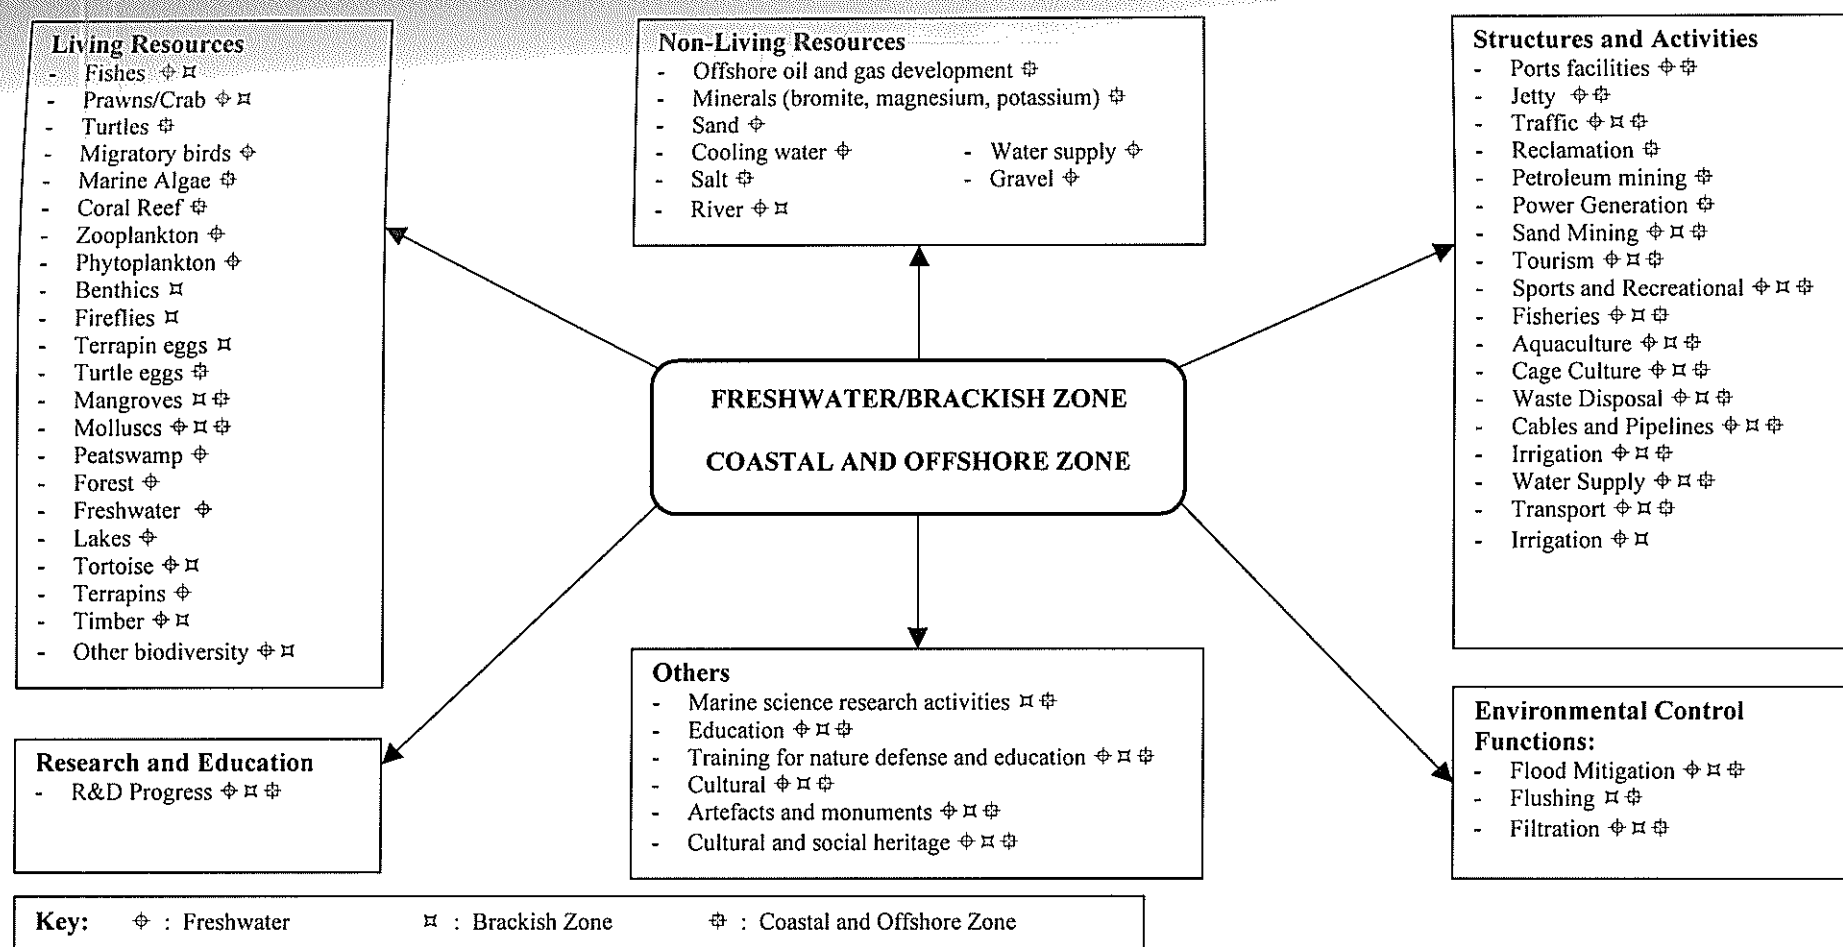 Living Resources
- Fishes ⌖ ¤
- Prawns/Crab ⌖ ¤
- Turtles ⌗
- Migratory birds ⌖
- Marine Algae ⌗
- Coral Reef ⌗
- Zooplankton ⌖
- Phytoplankton ⌖
- Benthics ¤
- Fireflies ¤
- Terrapin eggs ¤
- Turtle eggs ⌗
- Mangroves ¤ ⌗
- Molluscs ⌖ ¤ ⌗
- Peatswamp ⌖
- Forest ⌖
- Freshwater ⌖
- Lakes ⌖
- Tortoise ⌖ ¤
- Terrapins ⌖
- Timber ⌖ ¤
- Other biodiversity ⌖ ¤
Non-Living Resources
- Offshore oil and gas development ⌗
- Minerals (bromite, magnesium, potassium) ⌗
- Sand ⌖
- Cooling water ⌖ - Water supply ⌖
- Salt ⌗ - Gravel ⌖
- River ⌖ ¤
Structures and Activities
- Ports facilities ⌖ ⌗
- Jetty ⌖ ⌗
- Traffic ⌖ ¤ ⌗
- Reclamation ⌗
- Petroleum mining ⌗
- Power Generation ⌗
- Sand Mining ⌖ ¤ ⌗
- Tourism ⌖ ¤ ⌗
- Sports and Recreational ⌖ ¤ ⌗
- Fisheries ⌖ ¤ ⌗
- Aquaculture ⌖ ¤ ⌗
- Cage Culture ⌖ ¤ ⌗
- Waste Disposal ⌖ ¤ ⌗
- Cables and Pipelines ⌖ ¤ ⌗
- Irrigation ⌖ ¤ ⌗
- Water Supply ⌖ ¤ ⌗
- Transport ⌖ ¤ ⌗
- Irrigation ⌖ ¤
FRESHWATER/BRACKISH ZONE
COASTAL AND OFFSHORE ZONE
Research and Education
- R&D Progress ⌖ ¤ ⌗
Others
- Marine science research activities ¤ ⌗
- Education ⌖ ¤ ⌗
- Training for nature defense and education ⌖ ¤ ⌗
- Cultural ⌖ ¤ ⌗
- Artefacts and monuments ⌖ ¤ ⌗
- Cultural and social heritage ⌖ ¤ ⌗
Environmental Control
Functions:
- Flood Mitigation ⌖ ¤ ⌗
- Flushing ¤ ⌗
- Filtration ⌖ ¤ ⌗
Key: ⌖ : Freshwater ¤ : Brackish Zone ⌗ : Coastal and Offshore Zone